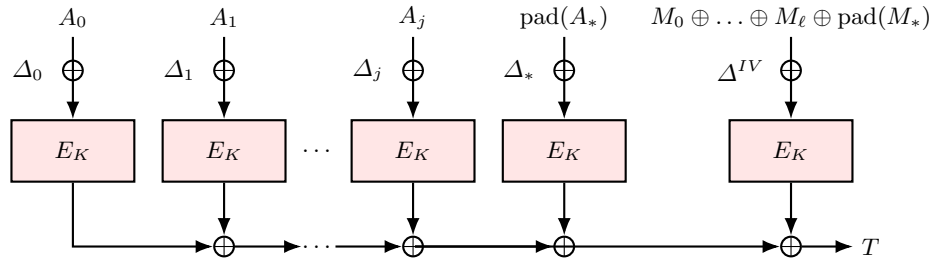 A_0 A_1 A_j pad(A_*) M_0 ⊕ … ⊕ M_ℓ ⊕ pad(M_*)
Δ_0 Δ_1 Δ_j Δ_* Δ^{IV}
E_K E_K ⋯ E_K E_K E_K
⋯ T